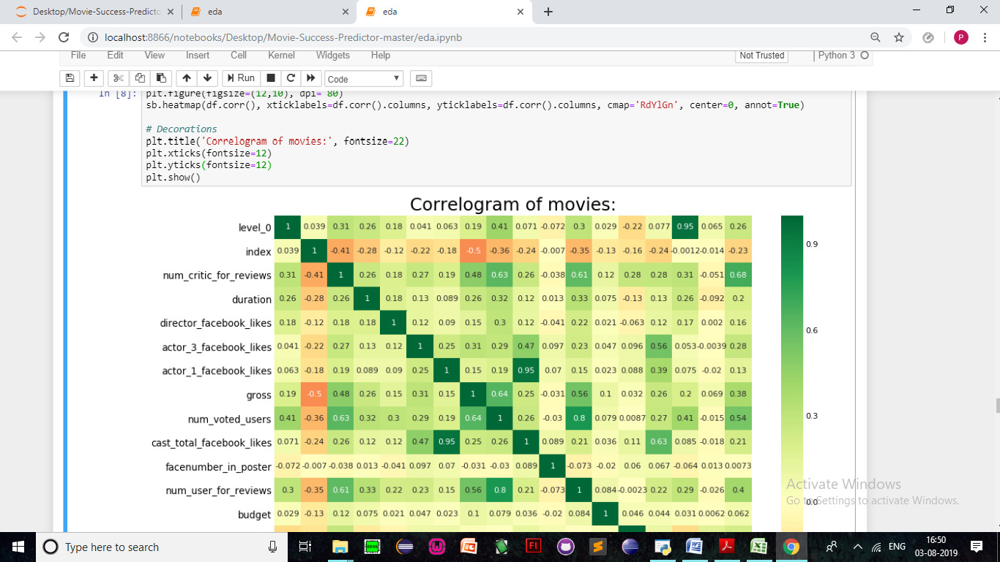 Desktop/Movie-Success-Predicto
eda
eda
localhost:8866/notebooks/Desktop/Movie-Success-Predictor-master/eda.ipynb
P
File Edit View Insert Cell Kernel Widgets Help
Not Trusted
Python 3
Run
Code
In [8]:
plt.figure(figsize=(12,10), dpi= 80)
sb.heatmap(df.corr(), xticklabels=df.corr().columns, yticklabels=df.corr().columns, cmap='RdYlGn', center=0, annot=True)
# Decorations
plt.title('Correlogram of movies:', fontsize=22)
plt.xticks(fontsize=12)
plt.yticks(fontsize=12)
plt.show()
Correlogram of movies:
level_0 1 0.039 0.31 0.26 0.18 0.041 0.063 0.19 0.41 0.071 -0.072 0.3 0.029 -0.22 0.077 0.95 0.065 0.26
index 0.039 1 -0.41 -0.28 -0.12 -0.22 -0.18 -0.5 -0.36 -0.24 -0.007 -0.35 -0.13 -0.16 -0.24 -0.0012 -0.014 -0.23
num_critic_for_reviews 0.31 -0.41 1 0.26 0.18 0.27 0.19 0.48 0.63 0.26 -0.038 0.61 0.12 0.28 0.28 0.31 -0.051 0.68
duration 0.26 -0.28 0.26 1 0.18 0.13 0.089 0.26 0.32 0.12 0.013 0.33 0.075 -0.13 0.13 0.26 -0.092 0.2
director_facebook_likes 0.18 -0.12 0.18 0.18 1 0.12 0.09 0.15 0.3 0.12 -0.041 0.22 0.021 -0.063 0.12 0.17 0.002 0.16
actor_3_facebook_likes 0.041 -0.22 0.27 0.13 0.12 1 0.25 0.31 0.29 0.47 0.097 0.23 0.047 0.096 0.56 0.053 -0.0039 0.28
actor_1_facebook_likes 0.063 -0.18 0.19 0.089 0.09 0.25 1 0.15 0.19 0.95 0.07 0.15 0.023 0.088 0.39 0.075 -0.02 0.13
gross 0.19 -0.5 0.48 0.26 0.15 0.31 0.15 1 0.64 0.25 -0.031 0.56 0.1 0.032 0.26 0.2 0.069 0.38
num_voted_users 0.41 -0.36 0.63 0.32 0.3 0.29 0.19 0.64 1 0.26 -0.03 0.8 0.079 0.0087 0.27 0.41 -0.015 0.54
cast_total_facebook_likes 0.071 -0.24 0.26 0.12 0.12 0.47 0.95 0.25 0.26 1 0.089 0.21 0.036 0.11 0.63 0.085 -0.018 0.21
facenumber_in_poster -0.072 -0.007 -0.038 0.013 -0.041 0.097 0.07 -0.031 -0.03 0.089 1 -0.073 -0.02 0.06 0.067 -0.064 0.013 0.0073
num_user_for_reviews 0.3 -0.35 0.61 0.33 0.22 0.23 0.15 0.56 0.8 0.21 -0.073 1 0.084 -0.0023 0.22 0.29 -0.026 0.4
budget 0.029 -0.13 0.12 0.075 0.021 0.047 0.023 0.1 0.079 0.036 -0.02 0.084 1 0.046 0.044 0.031 0.0062 0.062
0.9
0.6
0.3
0.0
Activate Windows
Go to Settings to activate Windows.
Type here to search
8086
Fl
ENG
16:50
03-08-2019